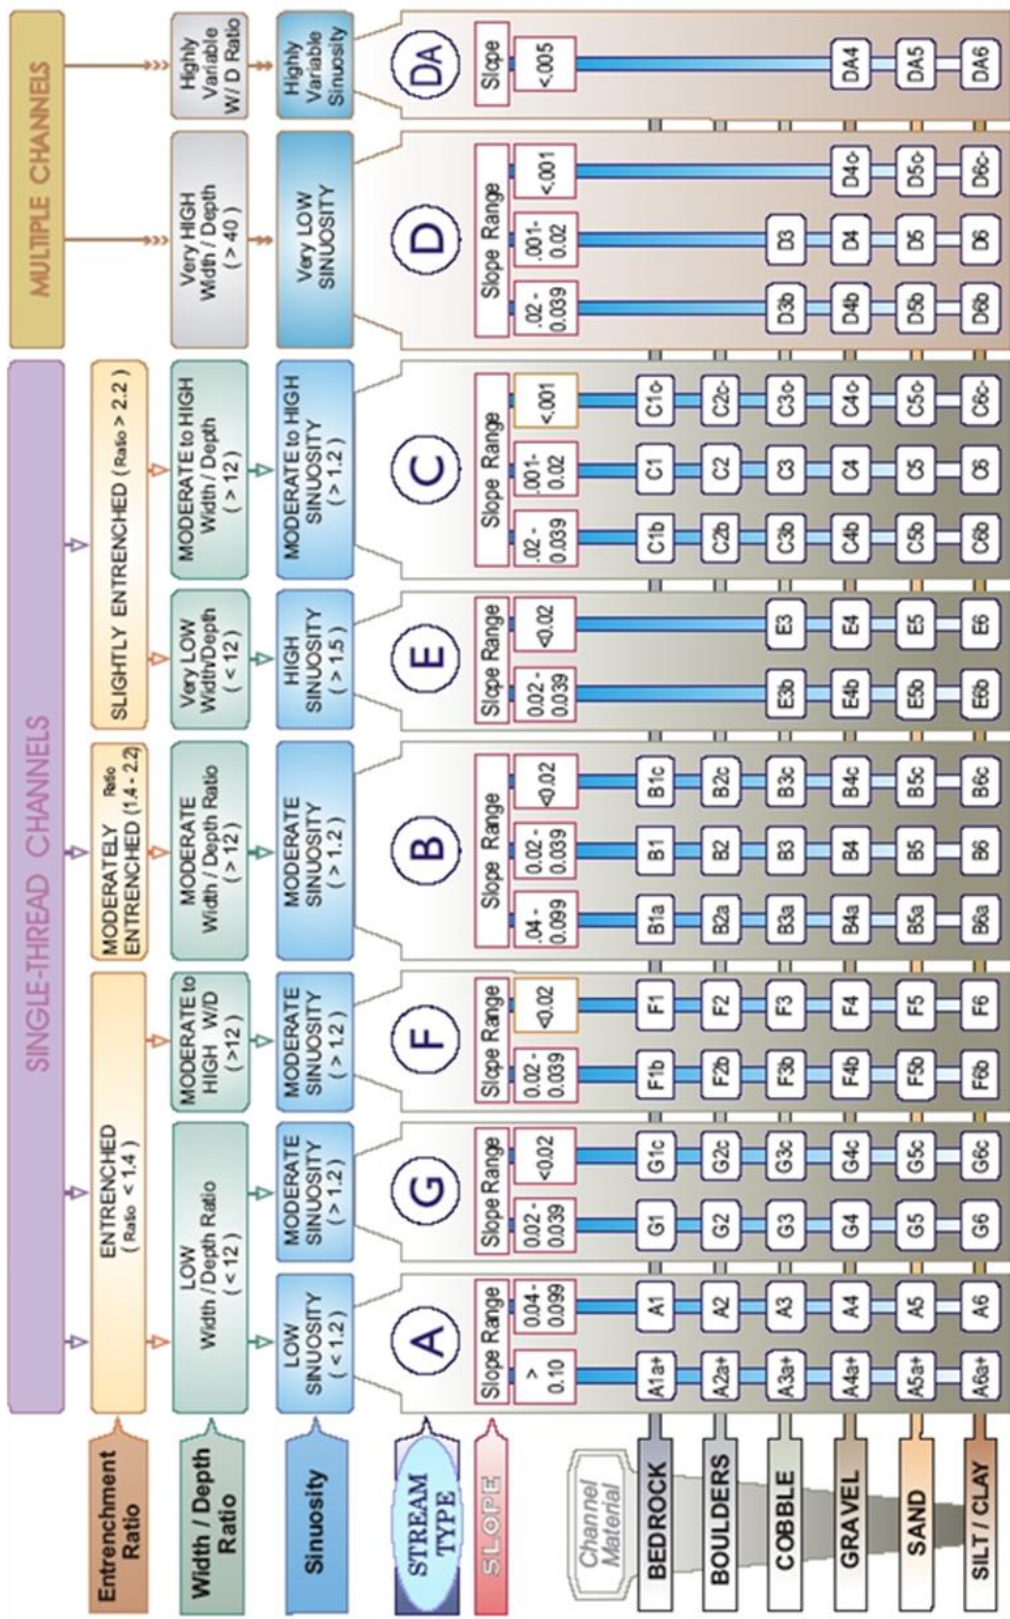 SINGLE-THREAD CHANNELS
MULTIPLE CHANNELS
Entrenchment
Ratio
ENTRENCHED
( Ratio < 1.4 )
MODERATELY Ratio
ENTRENCHED (1.4 - 2.2)
SLIGHTLY ENTRENCHED ( Ratio > 2.2 )
Width / Depth
Ratio
LOW
Width / Depth Ratio
( < 12 )
MODERATE to
HIGH W/D
( >12 )
MODERATE
Width / Depth Ratio
( > 12 )
Very LOW
Width/Depth
( < 12 )
MODERATE to HIGH
Width / Depth
( > 12 )
Very HIGH
Width / Depth
( > 40 )
Highly
Variable
W / D Ratio
Sinuosity
LOW
SINUOSITY
( < 1.2 )
MODERATE
SINUOSITY
( > 1.2 )
MODERATE
SINUOSITY
( > 1.2 )
MODERATE
SINUOSITY
( > 1.2 )
HIGH
SINUOSITY
( > 1.5 )
MODERATE to HIGH
SINUOSITY
( > 1.2 )
Very LOW
SINUOSITY
Highly
Variable
Sinuosity
STREAM
TYPE
A
G
F
B
E
C
D
DA
SLOPE
Slope Range
Slope Range
Slope Range
Slope Range
Slope Range
Slope Range
Slope Range
Slope
>
0.10
0.04 -
0.099
0.02 -
0.039
<0.02
0.02 -
0.039
<0.02
.04 -
0.099
0.02 -
0.039
<0.02
0.02 -
0.039
<0.02
.02 -
0.039
.001-
0.02
<.001
.02 -
0.039
.001-
0.02
<.001
<.005
Channel
Material
BEDROCK A1a+ A1 G1 G1c F1b F1 B1a B1 B1c C1b C1 C1c-
BOULDERS A2a+ A2 G2 G2c F2b F2 B2a B2 B2c C2b C2 C2c-
COBBLE A3a+ A3 G3 G3c F3b F3 B3a B3 B3c E3b E3 C3b C3 C3c- D3b D3
GRAVEL A4a+ A4 G4 G4c F4b F4 B4a B4 B4c E4b E4 C4b C4 C4c- D4b D4 D4c- DA4
SAND A5a+ A5 G5 G5c F5b F5 B5a B5 B5c E5b E5 C5b C5 C5c- D5b D5 D5c- DA5
SILT / CLAY A6a+ A6 G6 G6c F6b F6 B6a B6 B6c E6b E6 C6b C6 C6c- D6b D6 D6c- DA6